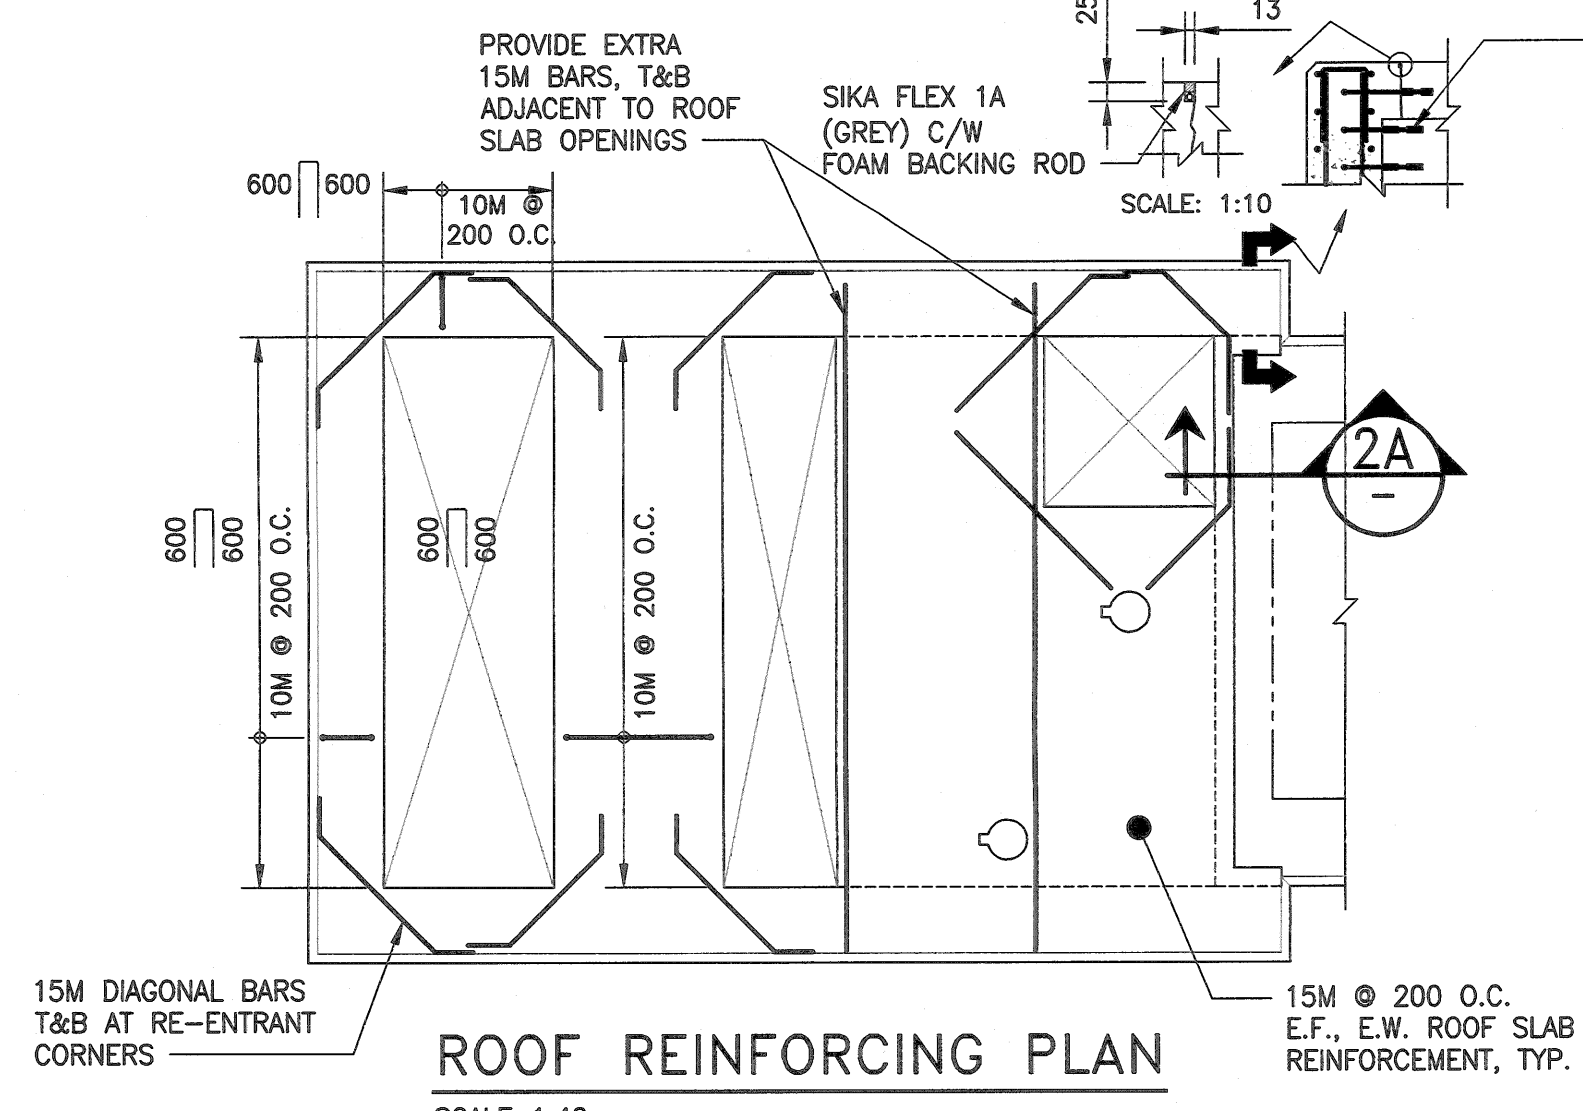 PROVIDE EXTRA
15M BARS, T&B
ADJACENT TO ROOF
SLAB OPENINGS
SIKA FLEX 1A
(GREY) C/W
FOAM BACKING ROD
25
13
SCALE: 1:10
600 600
10M @
200 O.C.
600 600
10M @ 200 O.C.
600 600
10M @ 200 O.C.
2A
–
15M DIAGONAL BARS
T&B AT RE-ENTRANT
CORNERS
15M @ 200 O.C.
E.F., E.W. ROOF SLAB
REINFORCEMENT, TYP.
ROOF REINFORCING PLAN